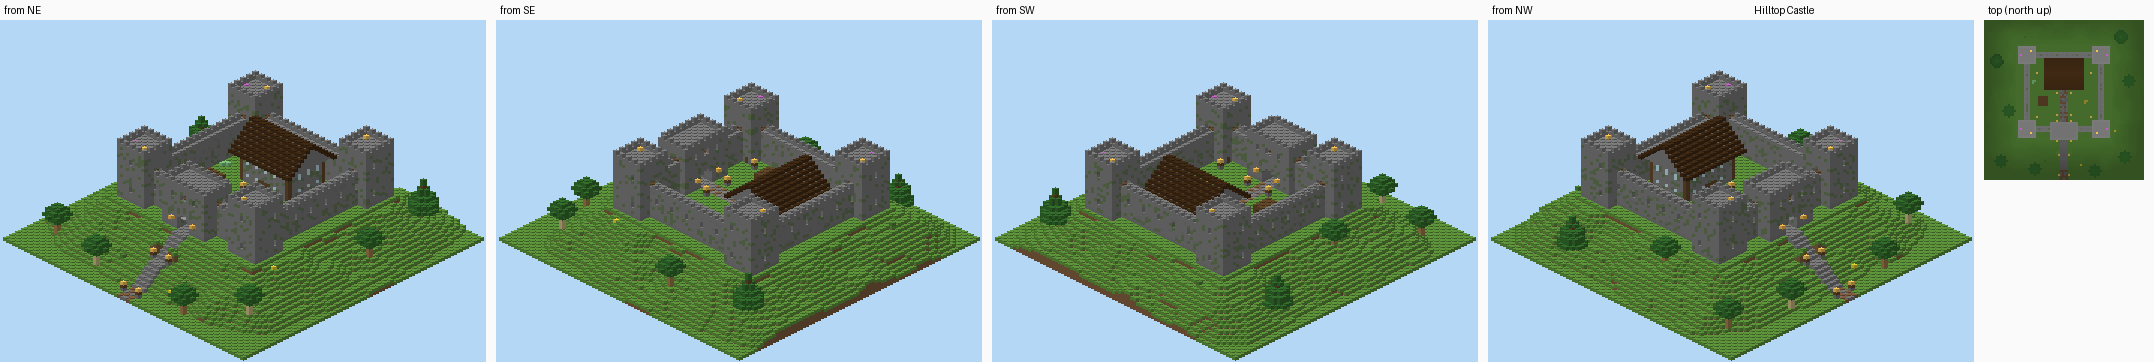 from NE
from SE
from SW
from NW
Hilltop Castle
top (north up)